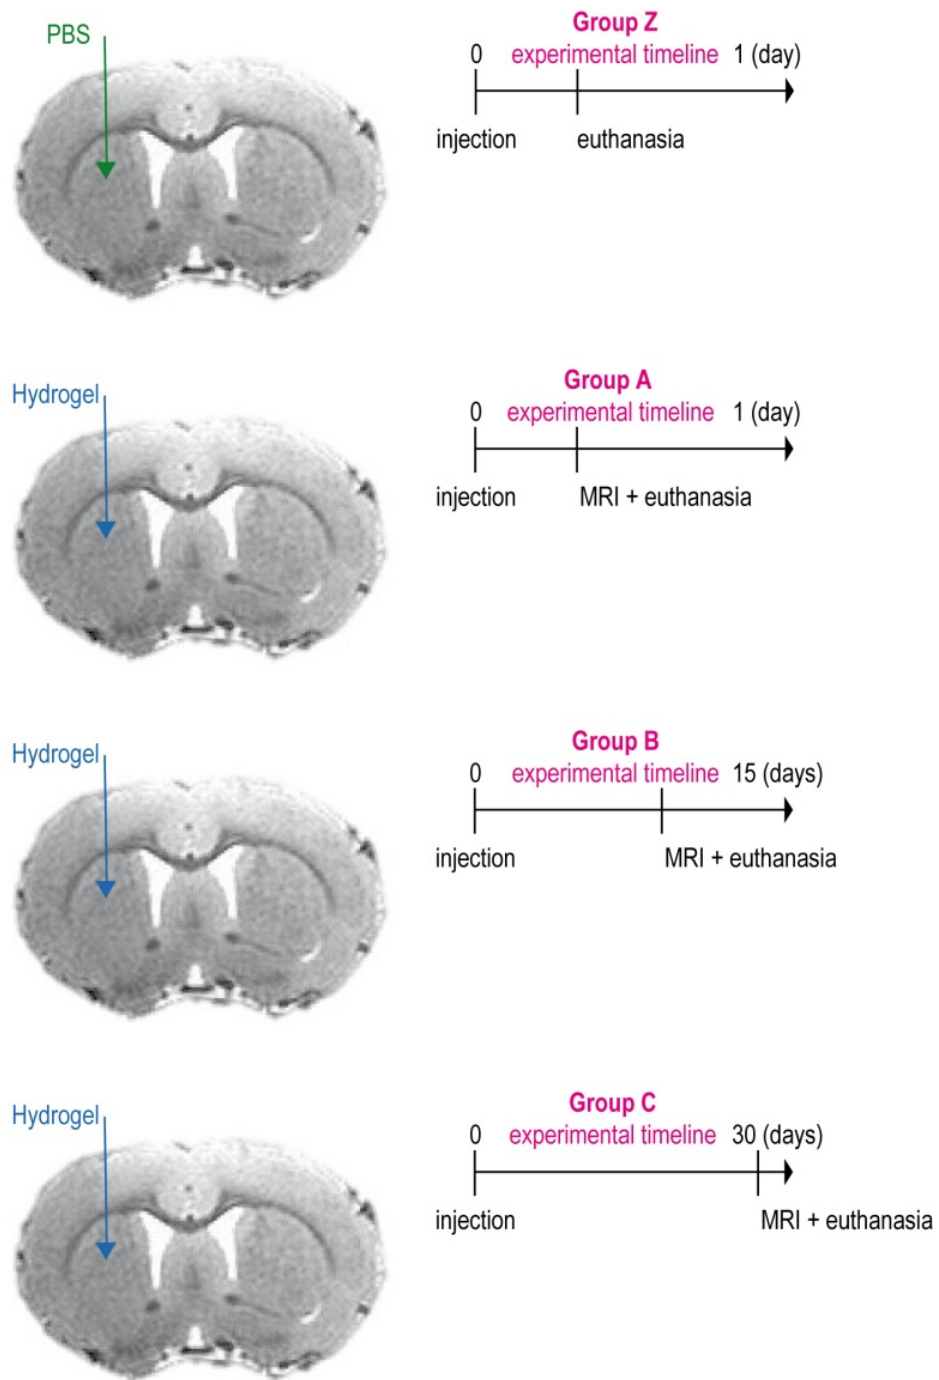 PBS
Group Z
0 experimental timeline 1 (day)
injection euthanasia
Hydrogel
Group A
0 experimental timeline 1 (day)
injection MRI + euthanasia
Hydrogel
Group B
0 experimental timeline 15 (days)
injection MRI + euthanasia
Hydrogel
Group C
0 experimental timeline 30 (days)
injection MRI + euthanasia